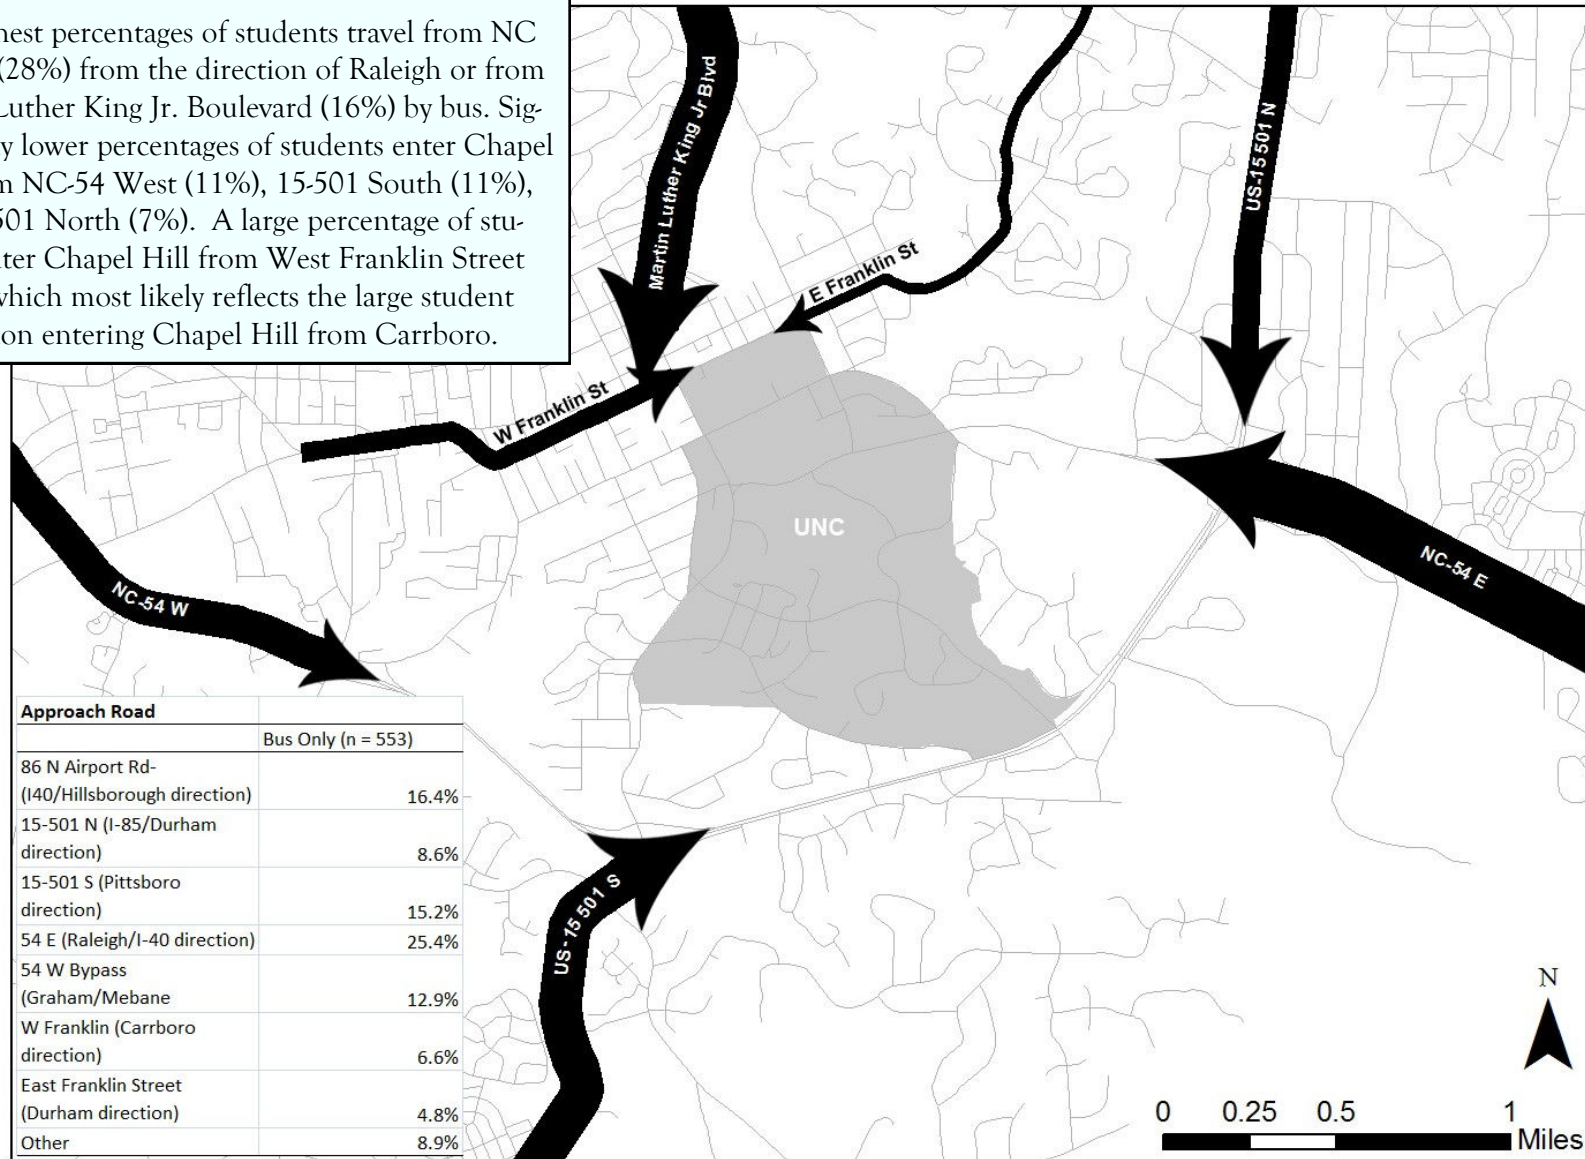 nest percentages of students travel from NC
(28%) from the direction of Raleigh or from
Luther King Jr. Boulevard (16%) by bus. Sig-
y lower percentages of students enter Chapel
m NC-54 West (11%), 15-501 South (11%),
501 North (7%). A large percentage of stu-
ter Chapel Hill from West Franklin Street
which most likely reflects the large student
on entering Chapel Hill from Carrboro.
Martin Luther King Jr Blvd
US-15 501 N
E Franklin St
W Franklin St
UNC
NC-54 E
NC-54 W
US-15 501 S
Approach Road
Bus Only (n = 553)
86 N Airport Rd-
(I40/Hillsborough direction) 16.4%
15-501 N (I-85/Durham
direction) 8.6%
15-501 S (Pittsboro
direction) 15.2%
54 E (Raleigh/I-40 direction) 25.4%
54 W Bypass
(Graham/Mebane 12.9%
W Franklin (Carrboro
direction) 6.6%
East Franklin Street
(Durham direction) 4.8%
Other 8.9%
N
0 0.25 0.5 1
Miles